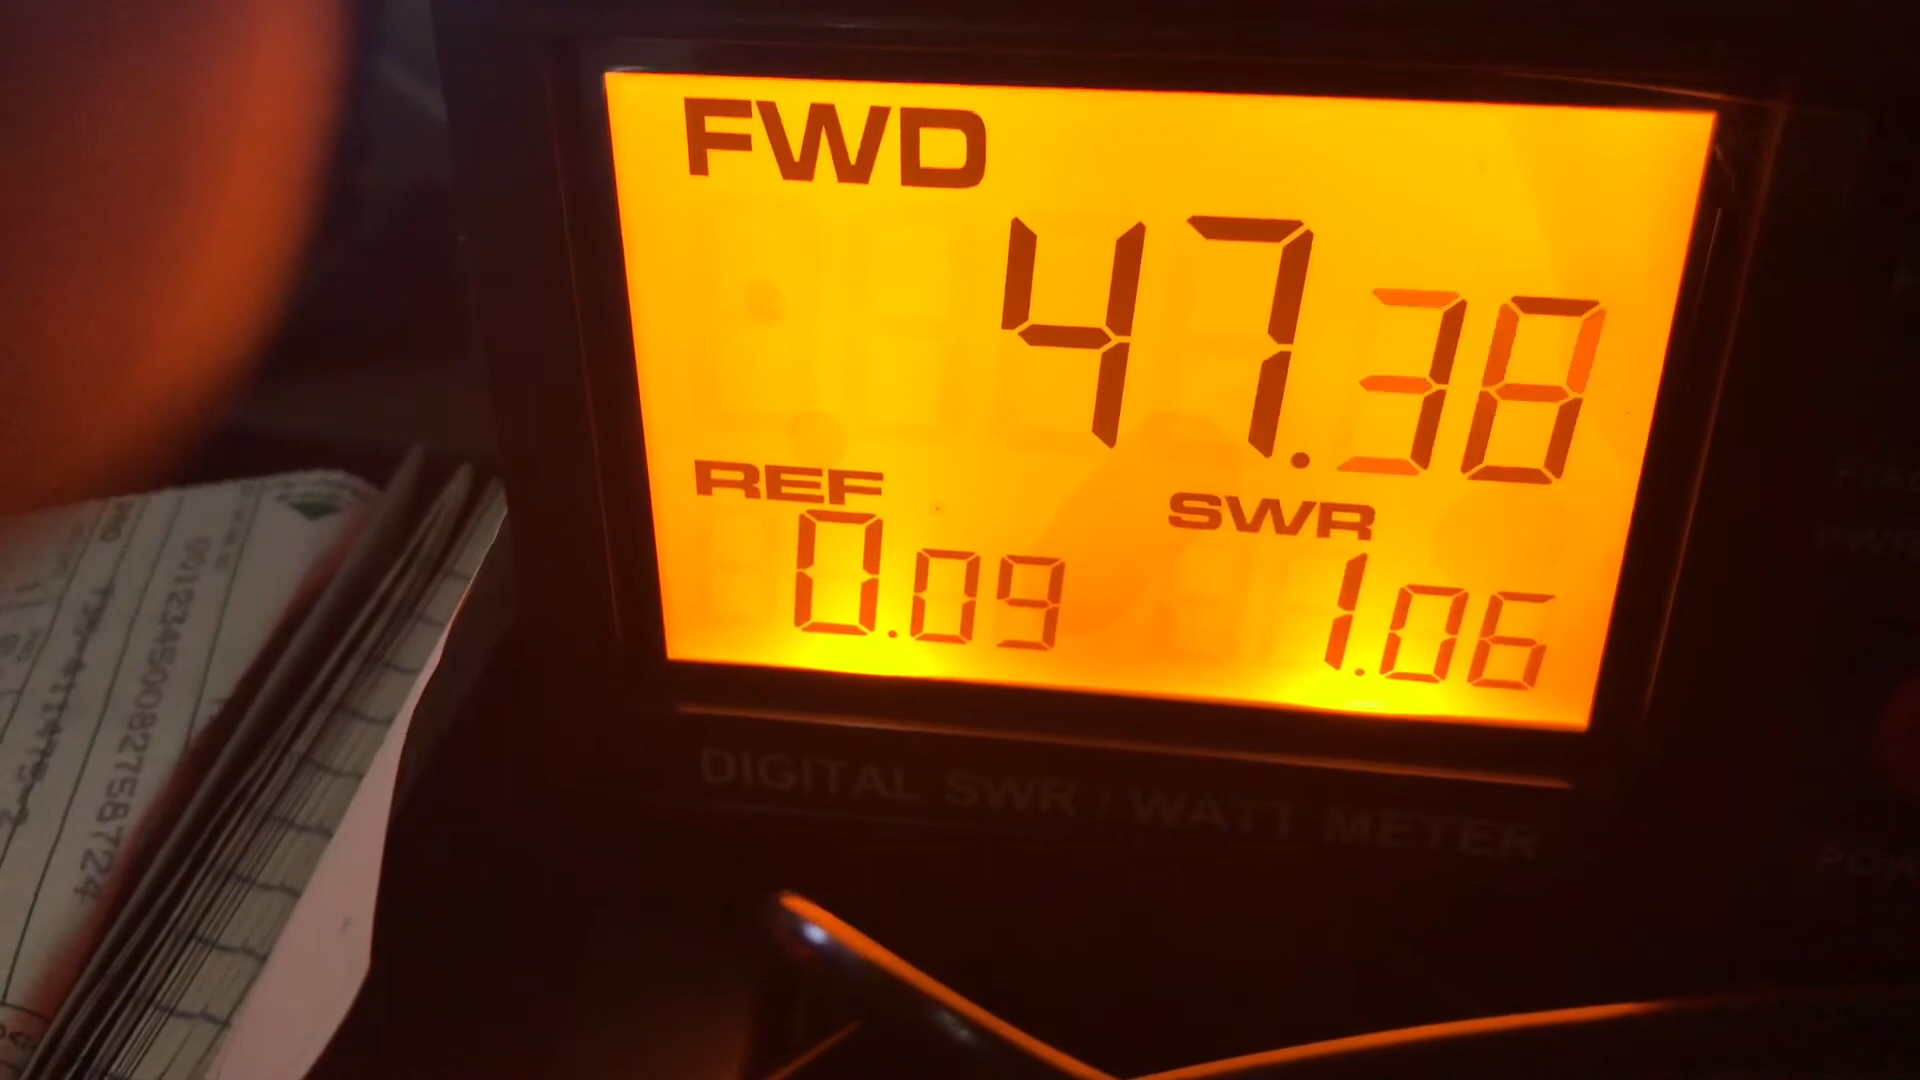 FWD
47.38
REF
SWR
0.09
1.06
DIGITAL SWR / WATT METER